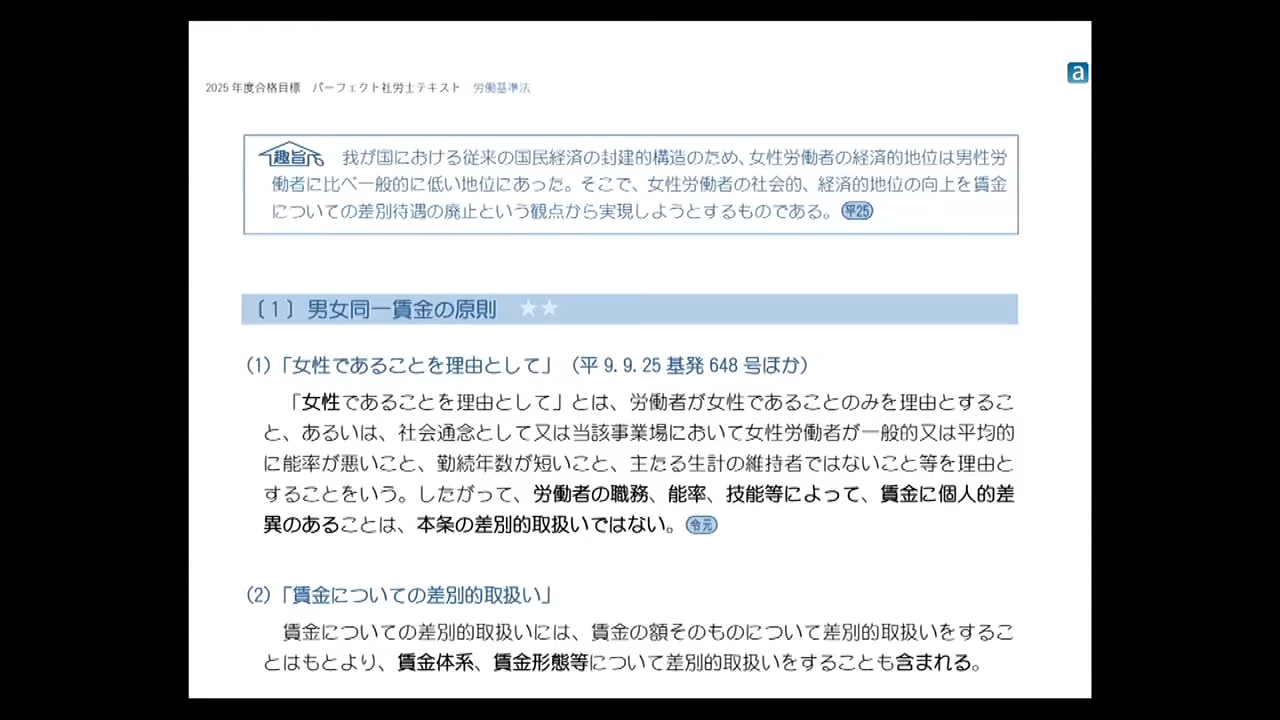 a
2025年度合格目標 パーフェクト社労士テキスト 労働基準法
趣旨 我が国における従来の国民経済の封建的構造のため、女性労働者の経済的地位は男性労
働者に比べ一般的に低い地位にあった。そこで、女性労働者の社会的、経済的地位の向上を賃金
についての差別待遇の廃止という観点から実現しようとするものである。平25
〔1〕男女同一賃金の原則 ★★
(1)「女性であることを理由として」（平 9.9.25 基発 648 号ほか）
「女性であることを理由として」とは、労働者が女性であることのみを理由とするこ
と、あるいは、社会通念として又は当該事業場において女性労働者が一般的又は平均的
に能率が悪いこと、勤続年数が短いこと、主たる生計の維持者ではないこと等を理由と
することをいう。したがって、労働者の職務、能率、技能等によって、賃金に個人的差
異のあることは、本条の差別的取扱いではない。令元
(2)「賃金についての差別的取扱い」
賃金についての差別的取扱いには、賃金の額そのものについて差別的取扱いをするこ
とはもとより、賃金体系、賃金形態等について差別的取扱いをすることも含まれる。